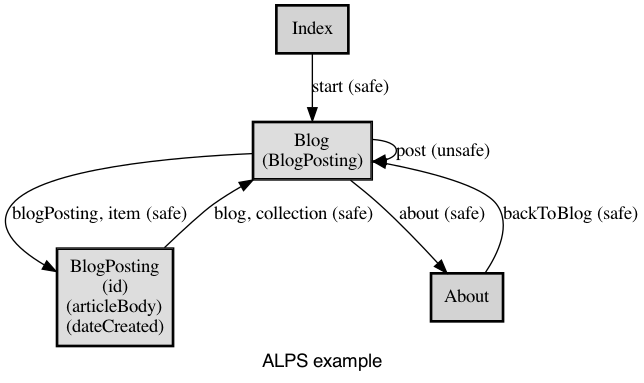 Index
start (safe)
Blog
(BlogPosting)
post (unsafe)
blogPosting, item (safe)
blog, collection (safe)
about (safe)
backToBlog (safe)
BlogPosting
(id)
(articleBody)
(dateCreated)
About
ALPS example